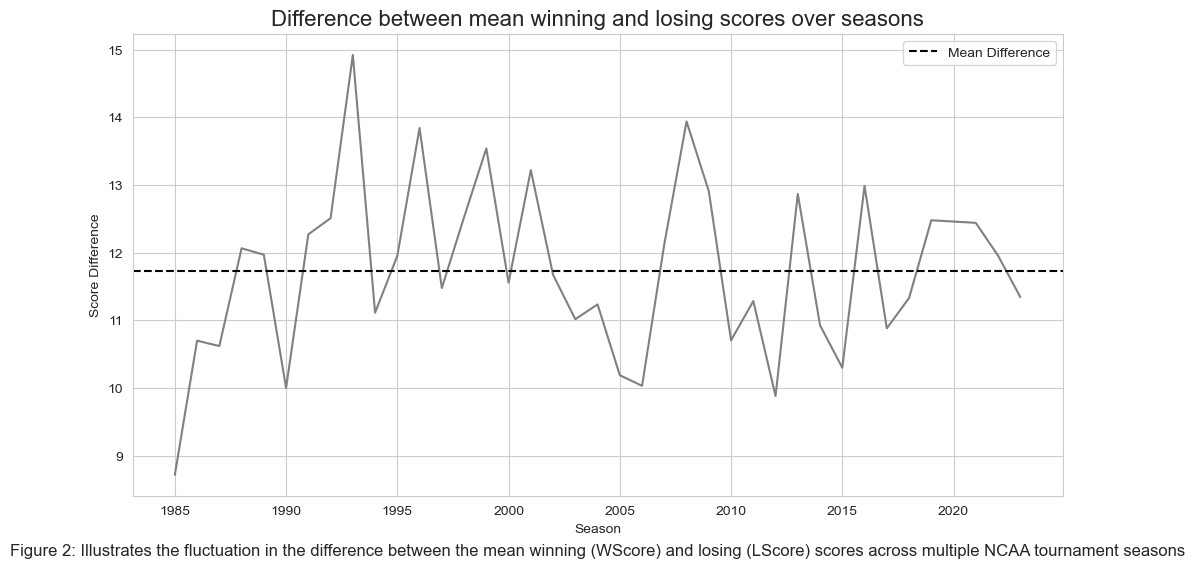 Difference between mean winning and losing scores over seasons
Mean Difference
15
14
13
12
11
10
9
Score Difference
1985 1990 1995 2000 2005 2010 2015 2020
Season
Figure 2: Illustrates the fluctuation in the difference between the mean winning (WScore) and losing (LScore) scores across multiple NCAA tournament seasons